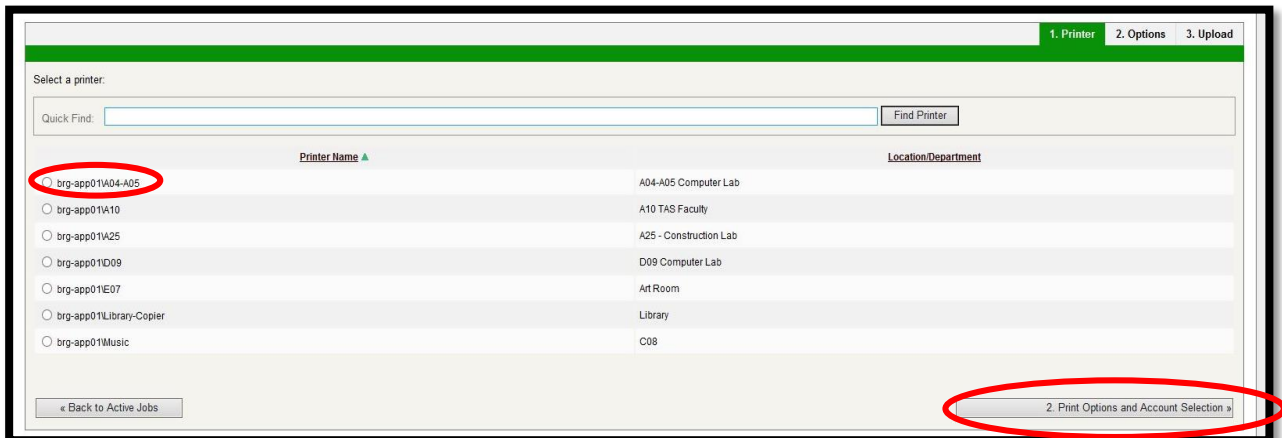 1. Printer 2. Options 3. Upload
Select a printer:
Quick Find: Find Printer
Printer Name ▲ Location/Department
brg-app01\A04-A05 A04-A05 Computer Lab
brg-app01\A10 A10 TAS Faculty
brg-app01\A25 A25 - Construction Lab
brg-app01\D09 D09 Computer Lab
brg-app01\E07 Art Room
brg-app01\Library-Copier Library
brg-app01\Music C08
« Back to Active Jobs 2. Print Options and Account Selection »